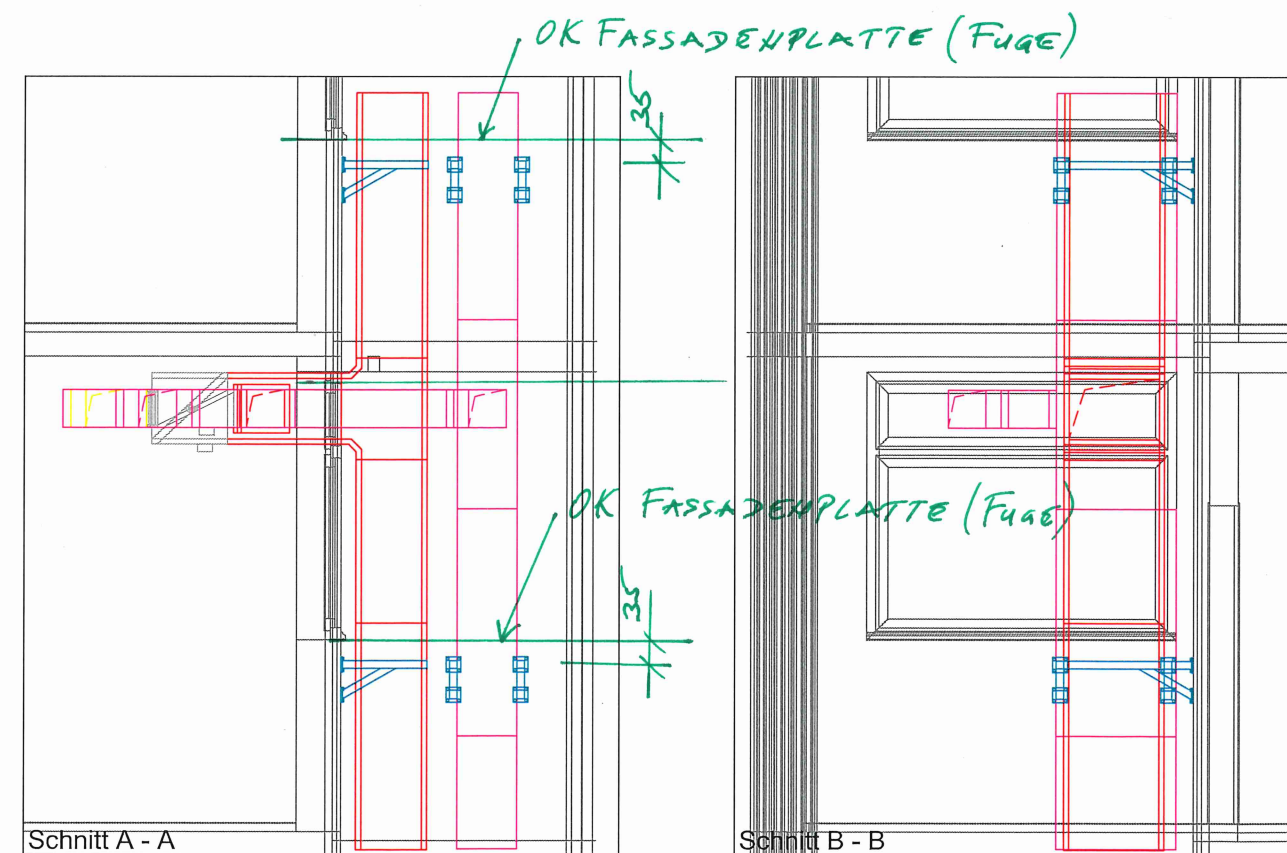 OK FASSADENPLATTE (FUGE)
35
OK FASSADENPLATTE (FUGE)
35
Schnitt A - A
Schnitt B - B